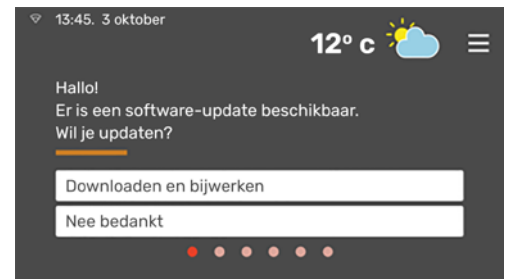 13:45. 3 oktober
12º c
Hallo!
Er is een software-update beschikbaar.
Wil je updaten?
Downloaden en bijwerken
Nee bedankt